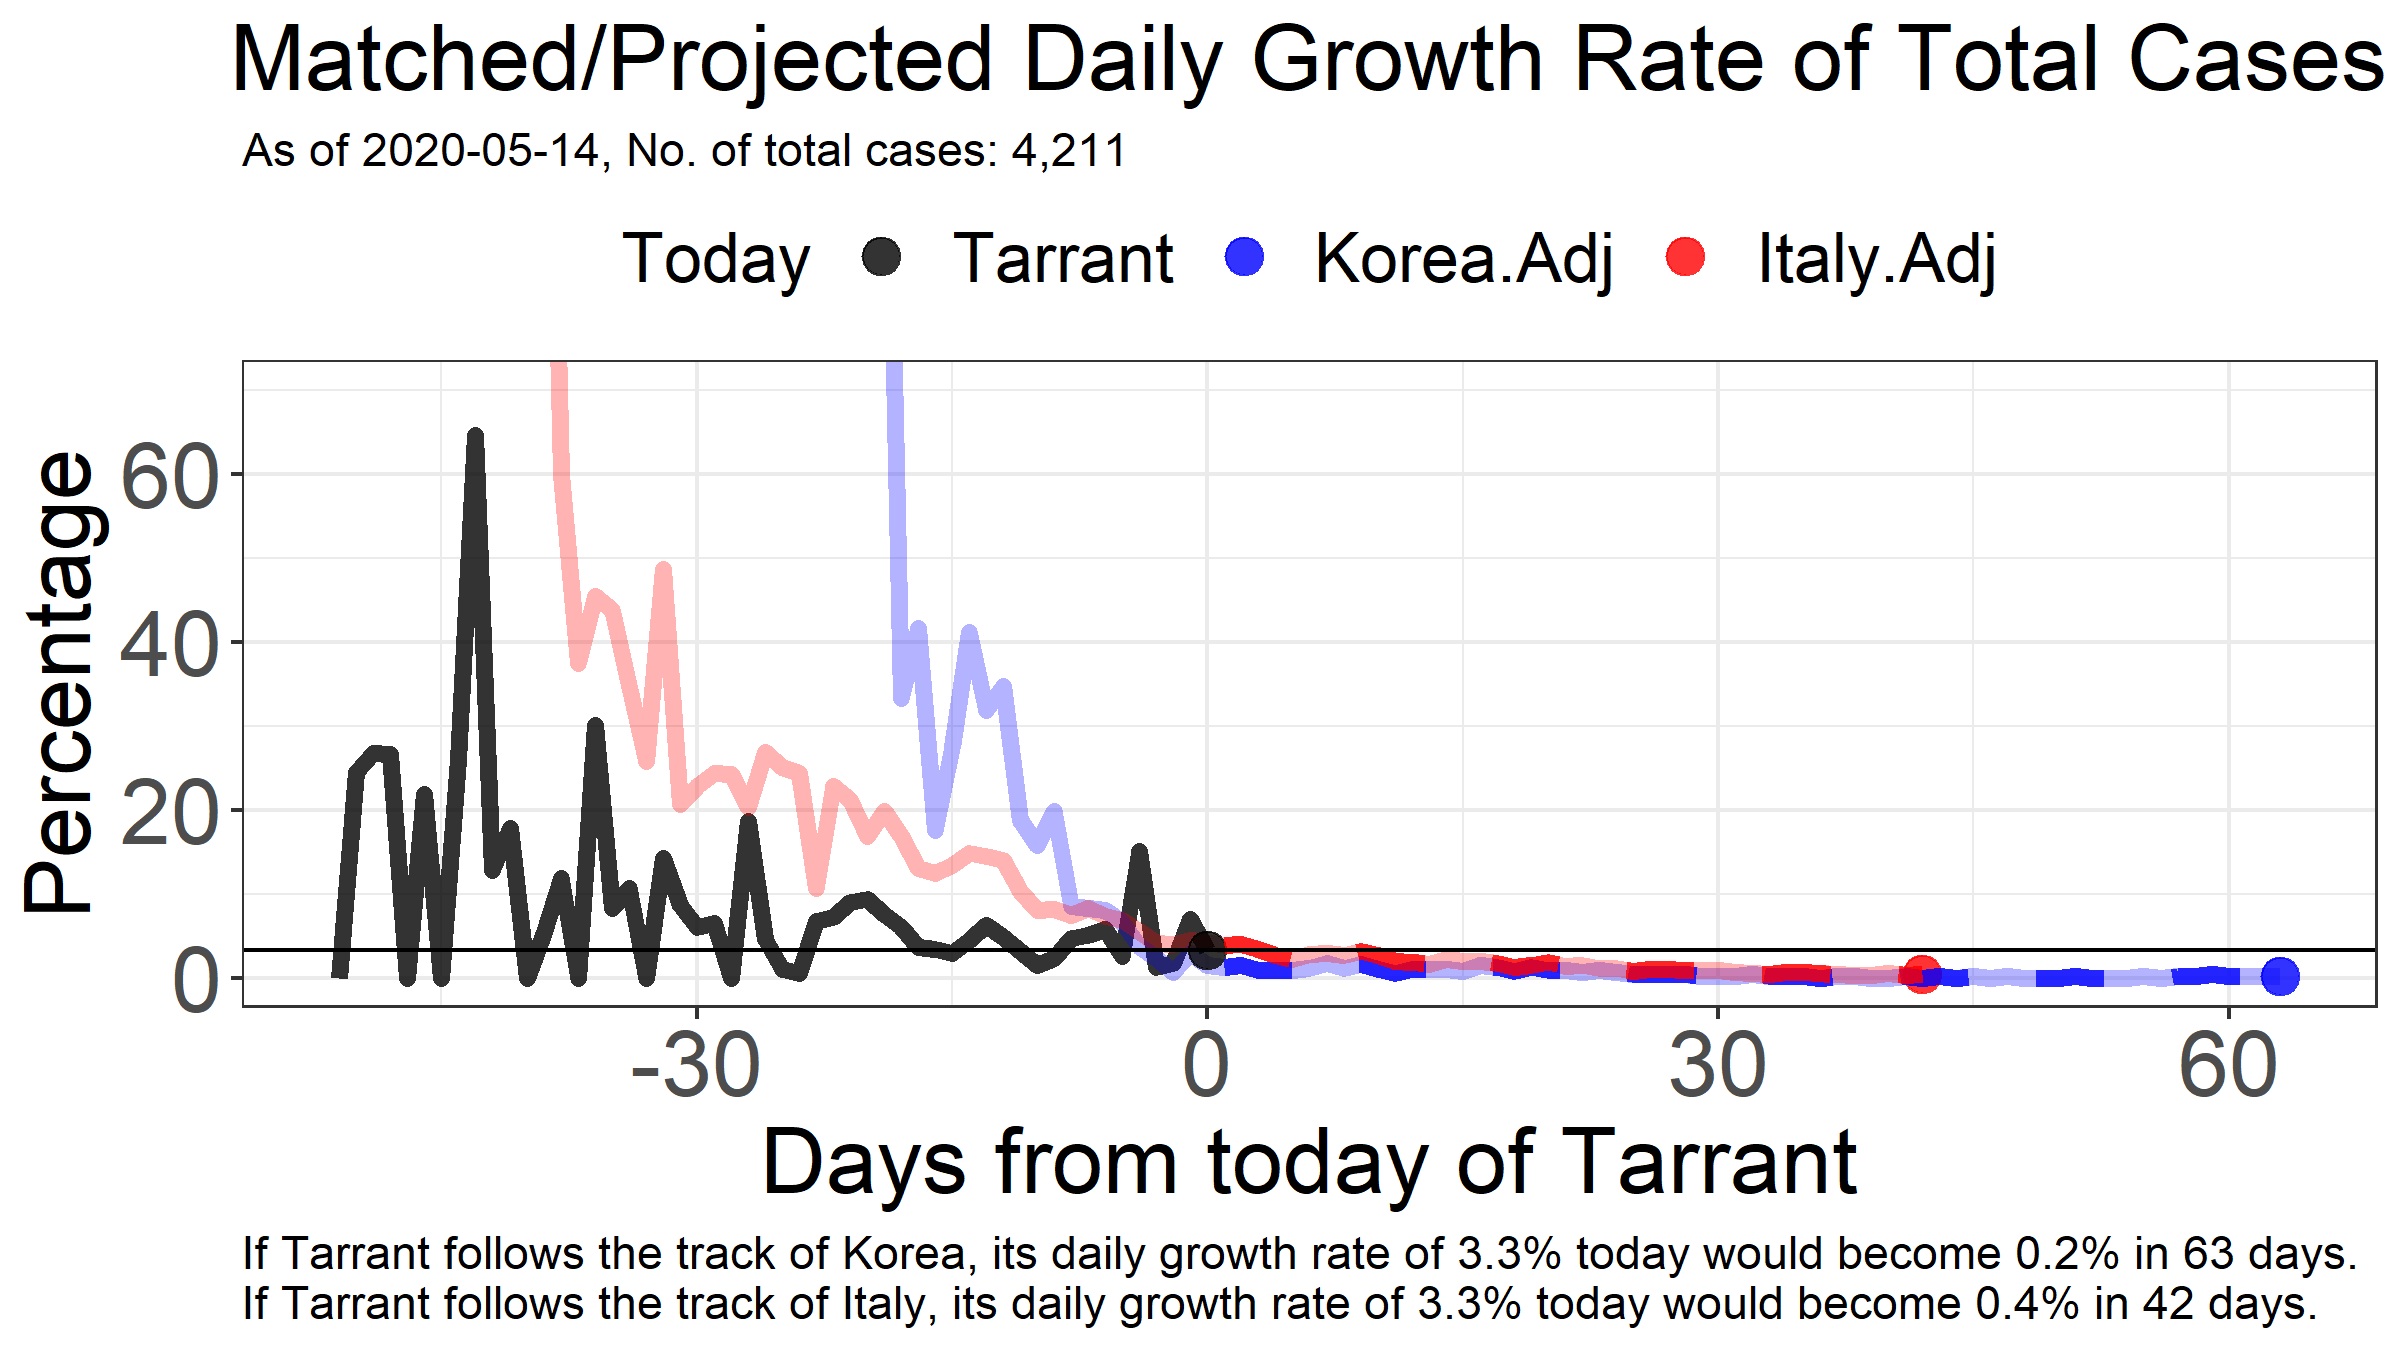 Matched/Projected Daily Growth Rate of Total Cases
As of 2020-05-14, No. of total cases: 4,211
Today Tarrant Korea.Adj Italy.Adj
Percentage
60
40
20
0
-30 0 30 60
Days from today of Tarrant
If Tarrant follows the track of Korea, its daily growth rate of 3.3% today would become 0.2% in 63 days.
If Tarrant follows the track of Italy, its daily growth rate of 3.3% today would become 0.4% in 42 days.